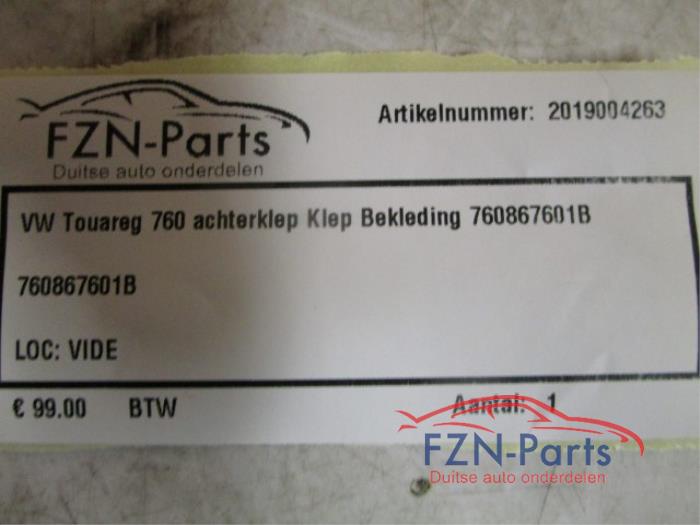 FZN-Parts
Duitse auto onderdelen
Artikelnummer: 2019004263
VW Touareg 760 achterklep Klep Bekleding 760867601B
760867601B
LOC: VIDE
€ 99.00 BTW Aantal: 1
FZN-Parts
Duitse auto onderdelen